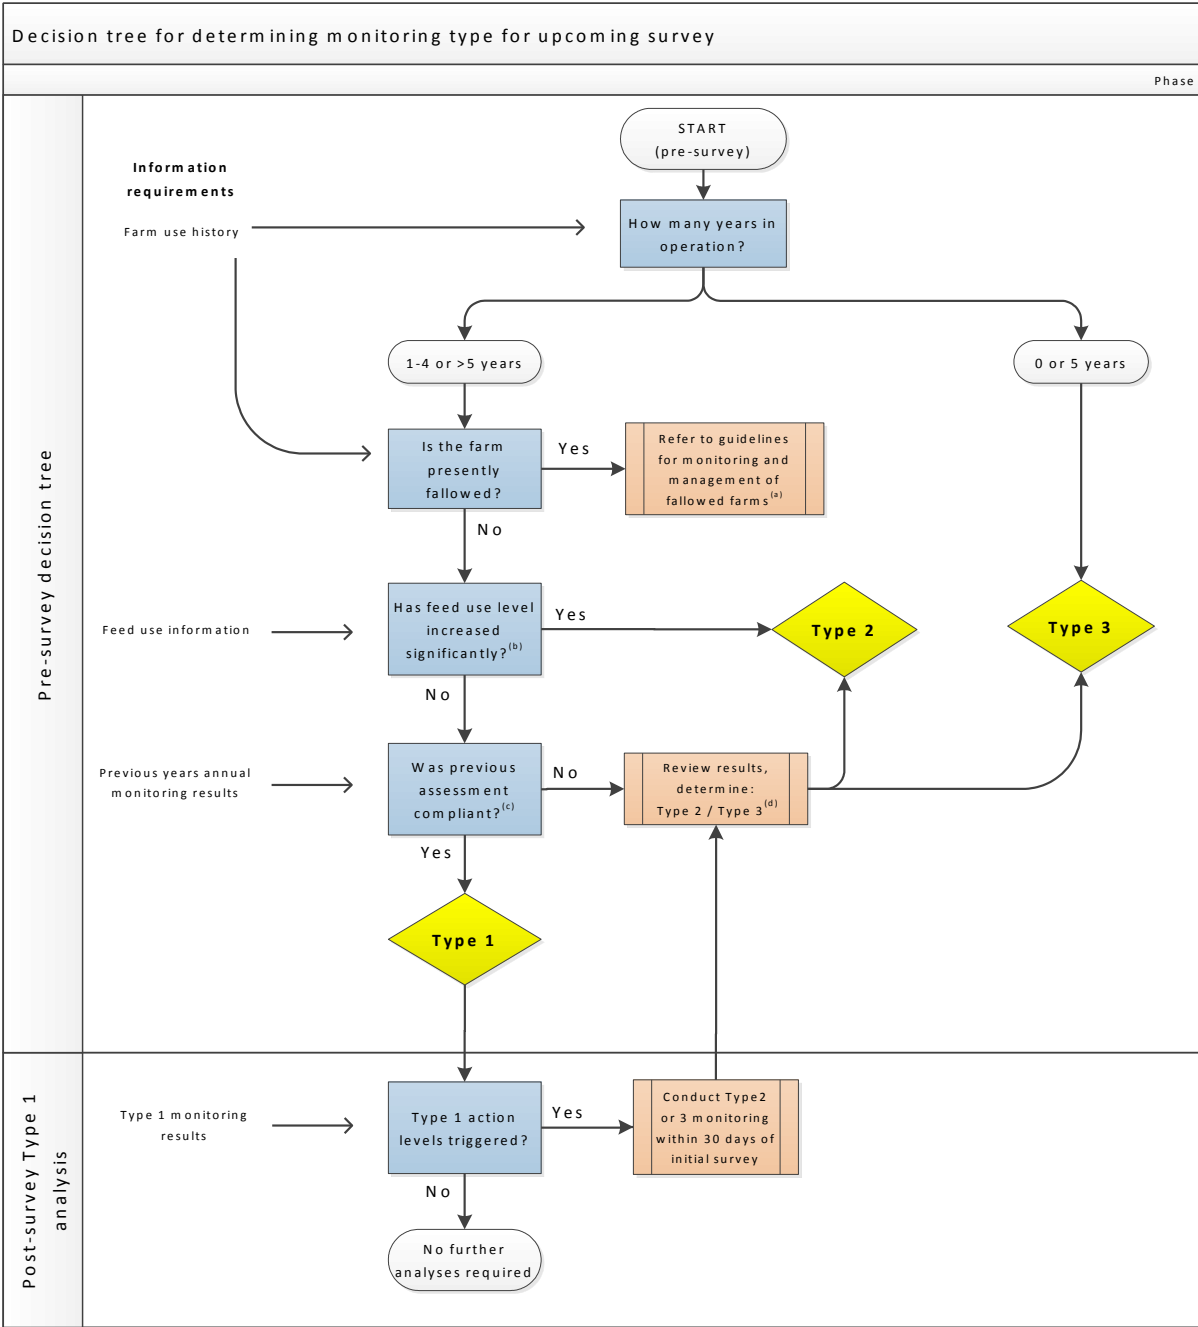 Decision tree for determining monitoring type for upcoming survey
Phase
START
(pre-survey)
Information
requirements
Farm use history
How many years in
operation?
1-4 or >5 years
0 or 5 years
Is the farm
presently
fallowed?
Yes
Refer to guidelines
for monitoring and
management of
fallowed farms(a)
No
Pre-survey decision tree
Feed use information
Has feed use level
increased
significantly?(b)
Yes
Type 2
Type 3
No
Previous years annual
monitoring results
Was previous
assessment
compliant?(c)
No
Review results,
determine:
Type 2 / Type 3(d)
Yes
Type 1
Post-survey Type 1
analysis
Type 1 monitoring
results
Type 1 action
levels triggered?
Yes
Conduct Type2
or 3 monitoring
within 30 days of
initial survey
No
No further
analyses required